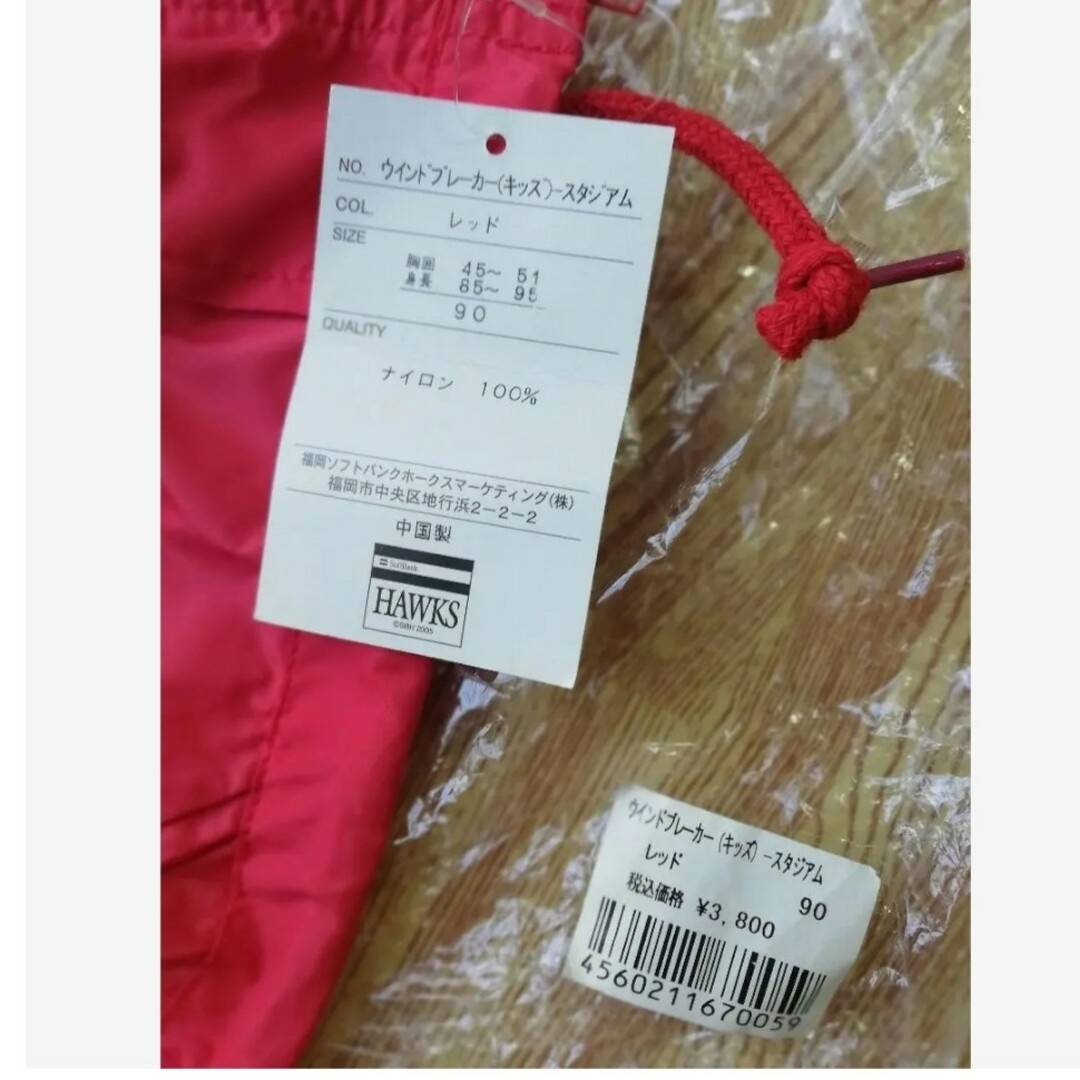 NO. ウインドブレーカー(キッズ)-スタジアム
COL. レッド
SIZE
胸囲 45~ 51
身長 85~ 95
90
QUALITY
ナイロン 100%
福岡ソフトバンクホークスマーケティング(株)
福岡市中央区地行浜2-2-2
中国製
SoftBank
HAWKS
©SBH 2005
ウインドブレーカー(キッズ)-スタジアム
レッド 90
税込価格 ¥3,800
4560211670059